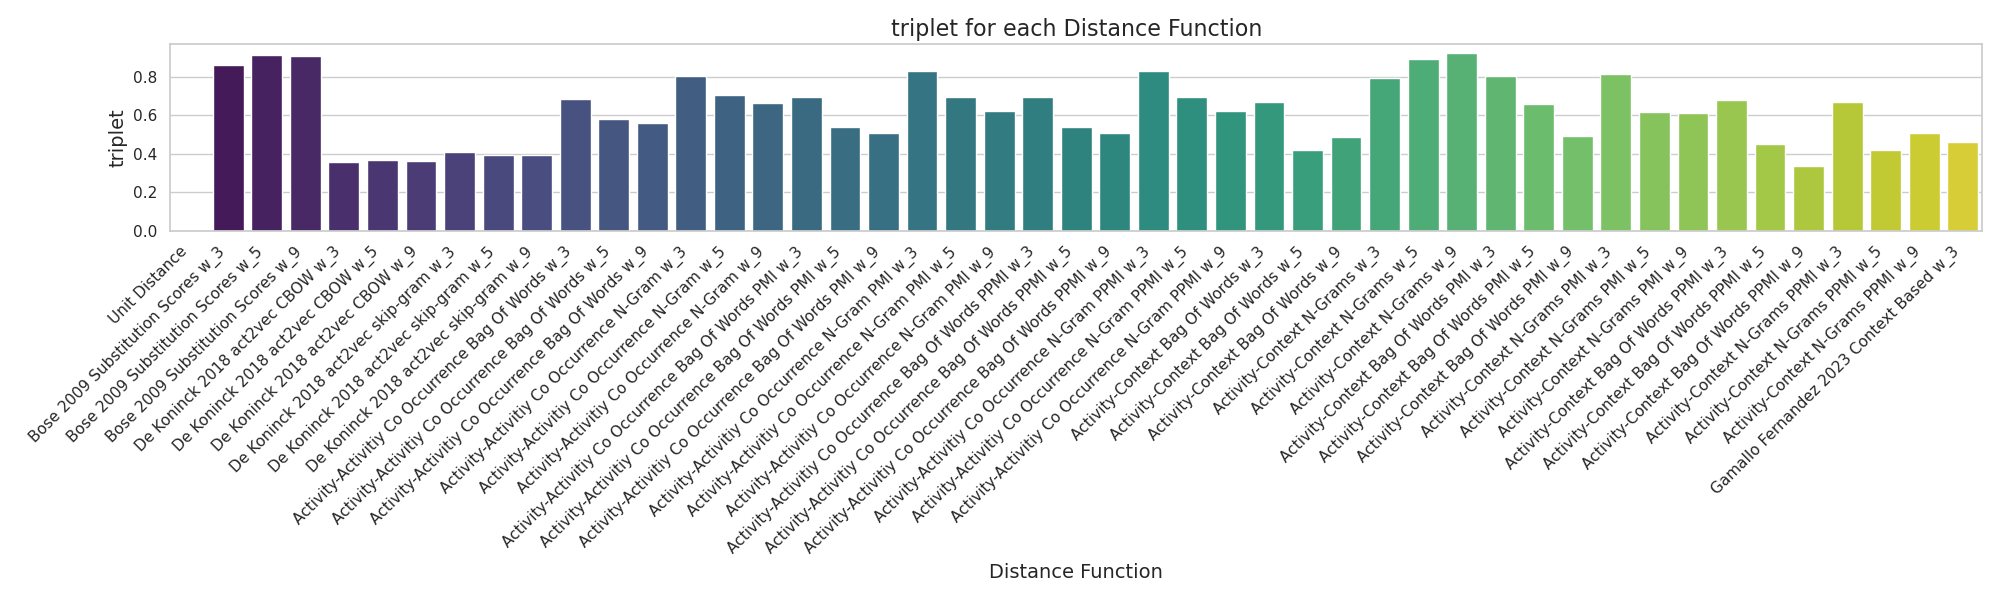 triplet for each Distance Function
triplet
0.8
0.6
0.4
0.2
0.0
Unit Distance
Bose 2009 Substitution Scores w_3
Bose 2009 Substitution Scores w_5
Bose 2009 Substitution Scores w_9
De Koninck 2018 act2vec CBOW w_3
De Koninck 2018 act2vec CBOW w_5
De Koninck 2018 act2vec CBOW w_9
De Koninck 2018 act2vec skip-gram w_3
De Koninck 2018 act2vec skip-gram w_5
De Koninck 2018 act2vec skip-gram w_9
Activity-Activitiy Co Occurrence Bag Of Words w_3
Activity-Activitiy Co Occurrence Bag Of Words w_5
Activity-Activitiy Co Occurrence Bag Of Words w_9
Activity-Activitiy Co Occurrence N-Gram w_3
Activity-Activitiy Co Occurrence N-Gram w_5
Activity-Activitiy Co Occurrence N-Gram w_9
Activity-Activitiy Co Occurrence Bag Of Words PMI w_3
Activity-Activitiy Co Occurrence Bag Of Words PMI w_5
Activity-Activitiy Co Occurrence Bag Of Words PMI w_9
Activity-Activitiy Co Occurrence N-Gram PMI w_3
Activity-Activitiy Co Occurrence N-Gram PMI w_5
Activity-Activitiy Co Occurrence N-Gram PMI w_9
Activity-Activitiy Co Occurrence Bag Of Words PPMI w_3
Activity-Activitiy Co Occurrence Bag Of Words PPMI w_5
Activity-Activitiy Co Occurrence Bag Of Words PPMI w_9
Activity-Activitiy Co Occurrence N-Gram PPMI w_3
Activity-Activitiy Co Occurrence N-Gram PPMI w_5
Activity-Activitiy Co Occurrence N-Gram PPMI w_9
Activity-Context Bag Of Words w_3
Activity-Context Bag Of Words w_5
Activity-Context Bag Of Words w_9
Activity-Context N-Grams w_3
Activity-Context N-Grams w_5
Activity-Context N-Grams w_9
Activity-Context Bag Of Words PMI w_3
Activity-Context Bag Of Words PMI w_5
Activity-Context Bag Of Words PMI w_9
Activity-Context N-Grams PMI w_3
Activity-Context N-Grams PMI w_5
Activity-Context N-Grams PMI w_9
Activity-Context Bag Of Words PPMI w_3
Activity-Context Bag Of Words PPMI w_5
Activity-Context Bag Of Words PPMI w_9
Activity-Context N-Grams PPMI w_3
Activity-Context N-Grams PPMI w_5
Activity-Context N-Grams PPMI w_9
Gamallo Fernandez 2023 Context Based w_3
Distance Function